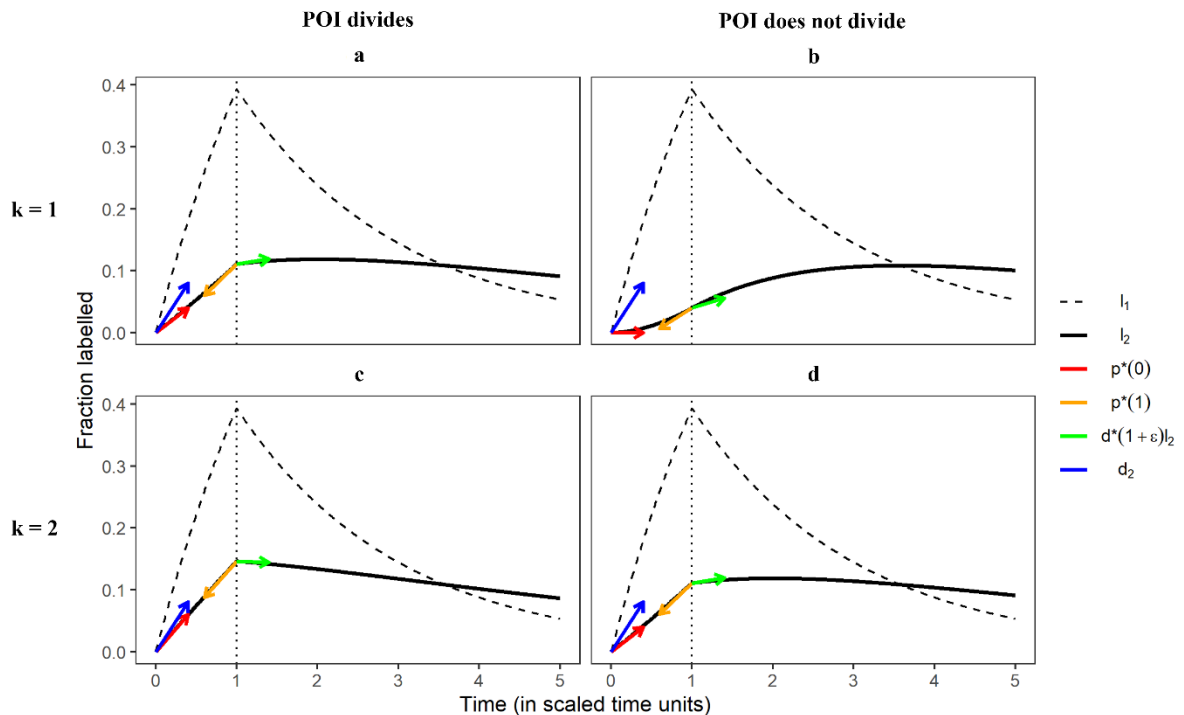 POI divides
POI does not divide
a
b
0.4
0.3
0.2
0.1
0.0
k = 1
c
d
0.4
0.3
0.2
0.1
0.0
k = 2
Fraction labelled
0 1 2 3 4 5
0 1 2 3 4 5
Time (in scaled time units)
l₁
l₂
p*(0)
p*(1)
d*(1 + ε)l₂
d₂